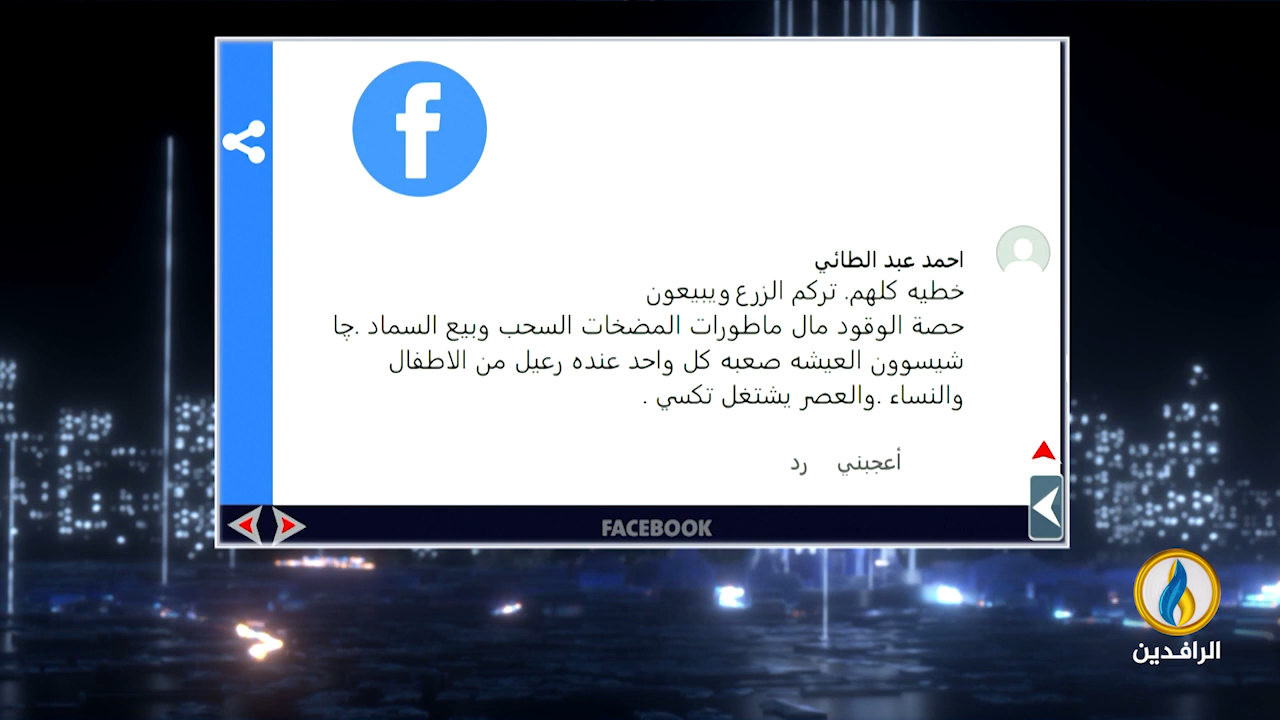 احمد عبد الطائي
خطيه كلهم. تركم الزرع ويبيعون
حصة الوقود مال ماطورات المضخات السحب وبيع السماد .چا
شيسوون العيشه صعبه كل واحد عنده رعيل من الاطفال
والنساء .والعصر يشتغل تكسي .
أعجبني رد
FACEBOOK
الرافدين